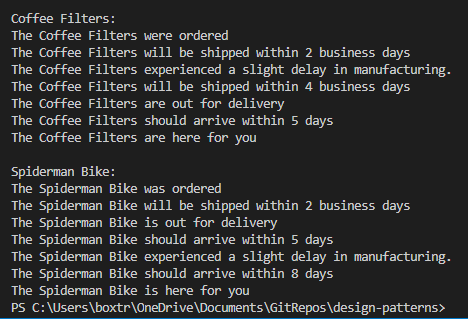 Coffee Filters:
The Coffee Filters were ordered
The Coffee Filters will be shipped within 2 business days
The Coffee Filters experienced a slight delay in manufacturing.
The Coffee Filters will be shipped within 4 business days
The Coffee Filters are out for delivery
The Coffee Filters should arrive within 5 days
The Coffee Filters are here for you
Spiderman Bike:
The Spiderman Bike was ordered
The Spiderman Bike will be shipped within 2 business days
The Spiderman Bike is out for delivery
The Spiderman Bike should arrive within 5 days
The Spiderman Bike experienced a slight delay in manufacturing.
The Spiderman Bike should arrive within 8 days
The Spiderman Bike is here for you
PS C:\Users\boxtr\OneDrive\Documents\GitRepos\design-patterns>